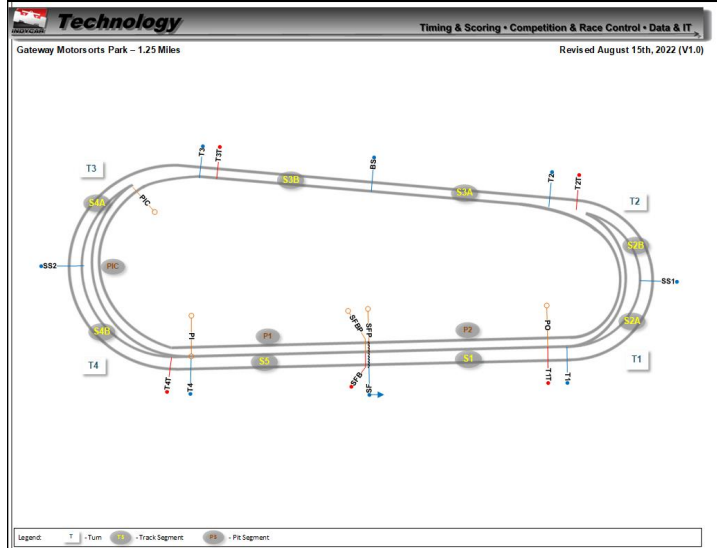 INDYCAR
Technology
Timing & Scoring • Competition & Race Control • Data & IT
Gateway Motorsorts Park – 1.25 Miles
Revised August 15th, 2022 (V1.0)
T3
T3
T3T
BS
T2
T2T
T2
S3B
S3A
S4A
PIC
S2B
SS2
PIC
SS1
S4B
PI
SFBP
SFP
PO
S2A
P1
P2
T4
S5
S1
T1
T4T
T4
SFB
SF
T1T
T1
Legend:
T - Turn
TS - Track Segment
PS - Pit Segment